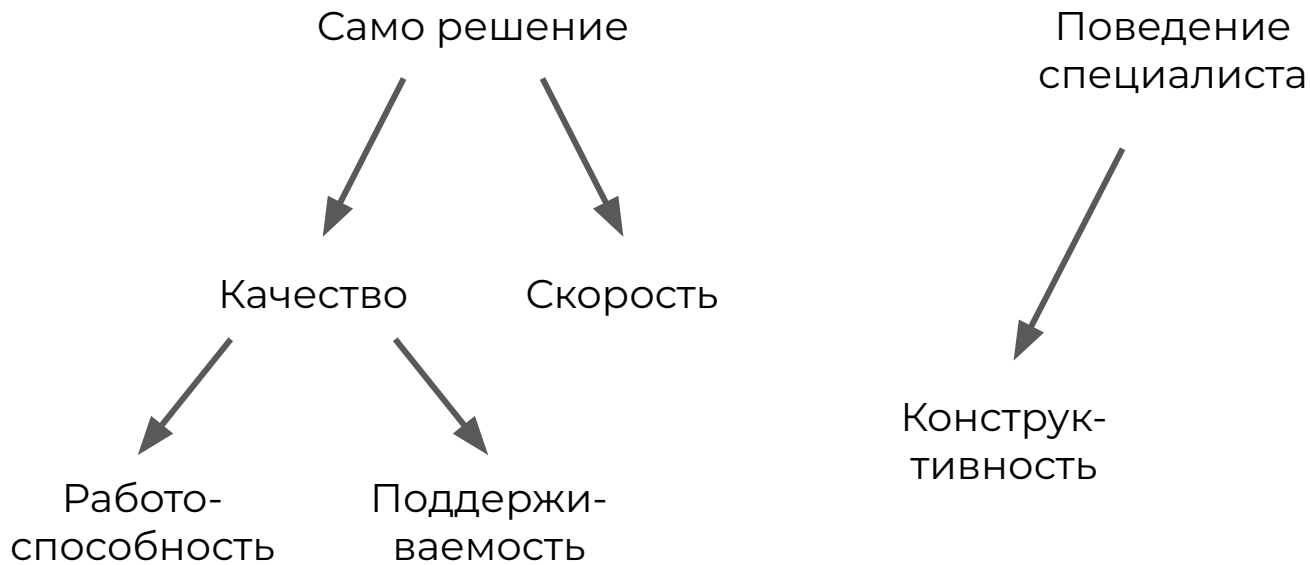 Само решение
Поведение
специалиста
Качество
Скорость
Конструк-
тивность
Работо-
способность
Поддержи-
ваемость